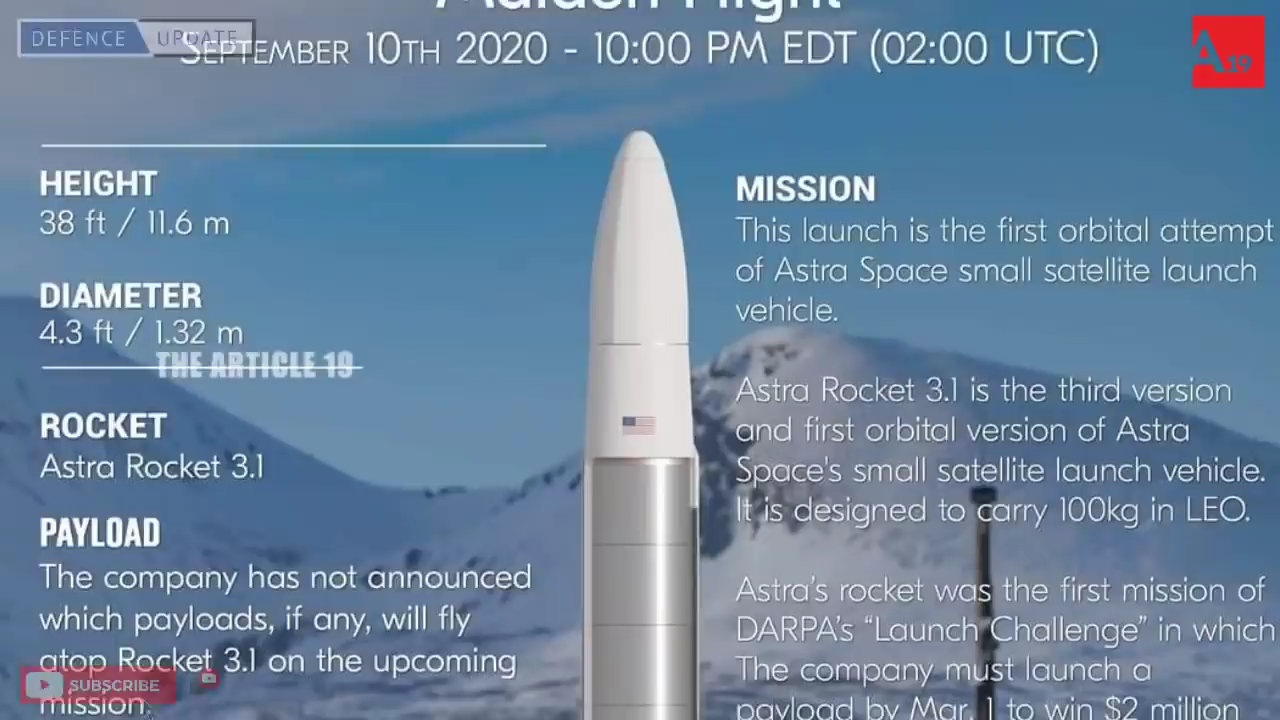 Maiden Flight
DEFENCE UPDATE
SEPTEMBER 10TH 2020 - 10:00 PM EDT (02:00 UTC)
A19
HEIGHT
38 ft / 11.6 m
DIAMETER
4.3 ft / 1.32 m
THE ARTICLE 19
ROCKET
Astra Rocket 3.1
PAYLOAD
The company has not announced
which payloads, if any, will fly
atop Rocket 3.1 on the upcoming
mission.
SUBSCRIBE
MISSION
This launch is the first orbital attempt
of Astra Space small satellite launch
vehicle.
Astra Rocket 3.1 is the third version
and first orbital version of Astra
Space's small satellite launch vehicle.
It is designed to carry 100kg in LEO.
Astra's rocket was the first mission of
DARPA's “Launch Challenge” in which
The company must launch a
payload by Mar. 1 to win $2 million